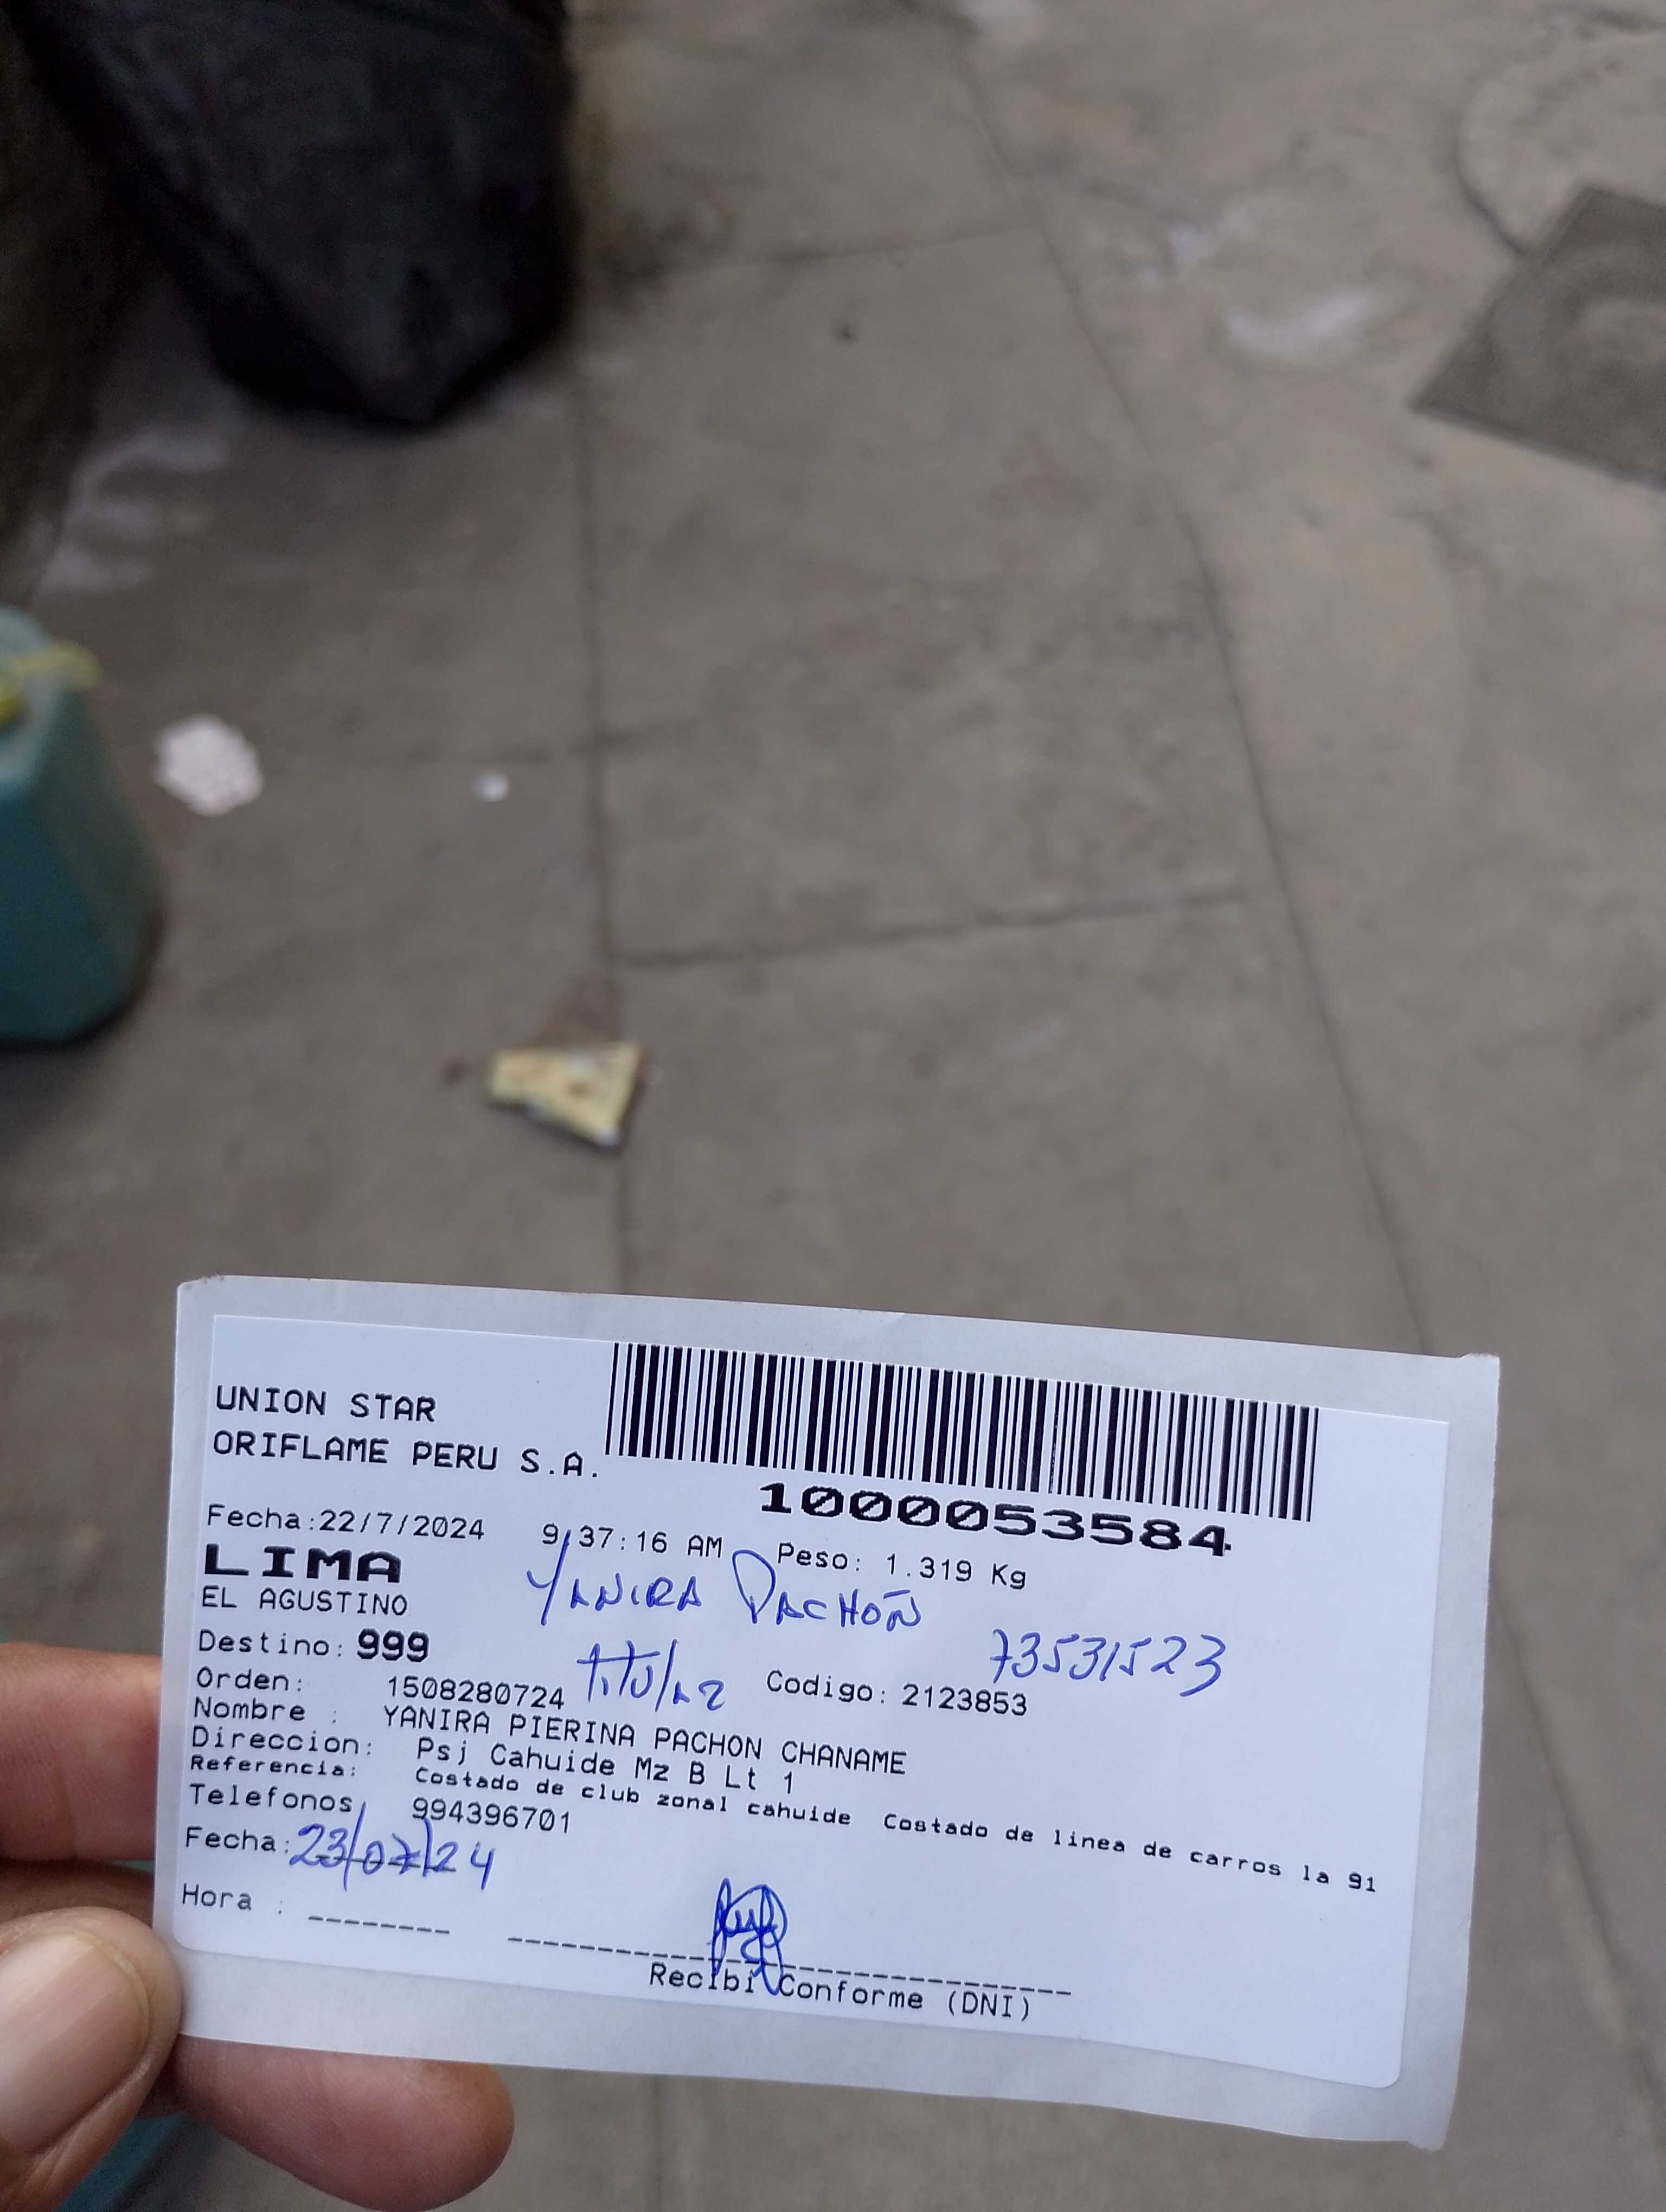 UNION STAR
ORIFLAME PERU S.A.
1000053584
Fecha:22/7/2024 9:37:16 AM Peso: 1.319 Kg
LIMA
YANIRA PACHOÑ
EL AGUSTINO
73531523
Destino: 999
titular
Codigo: 2123853
Orden: 1508280724
Nombre : YANIRA PIERINA PACHON CHANAME
Direccion: Psj Cahuide Mz B Lt 1
Referencia: Costado de club zonal cahuide Costado de linea de carros la 91
Telefonos 994396701
Fecha: 23/07/24
Hora : --------
Recibi Conforme (DNI)